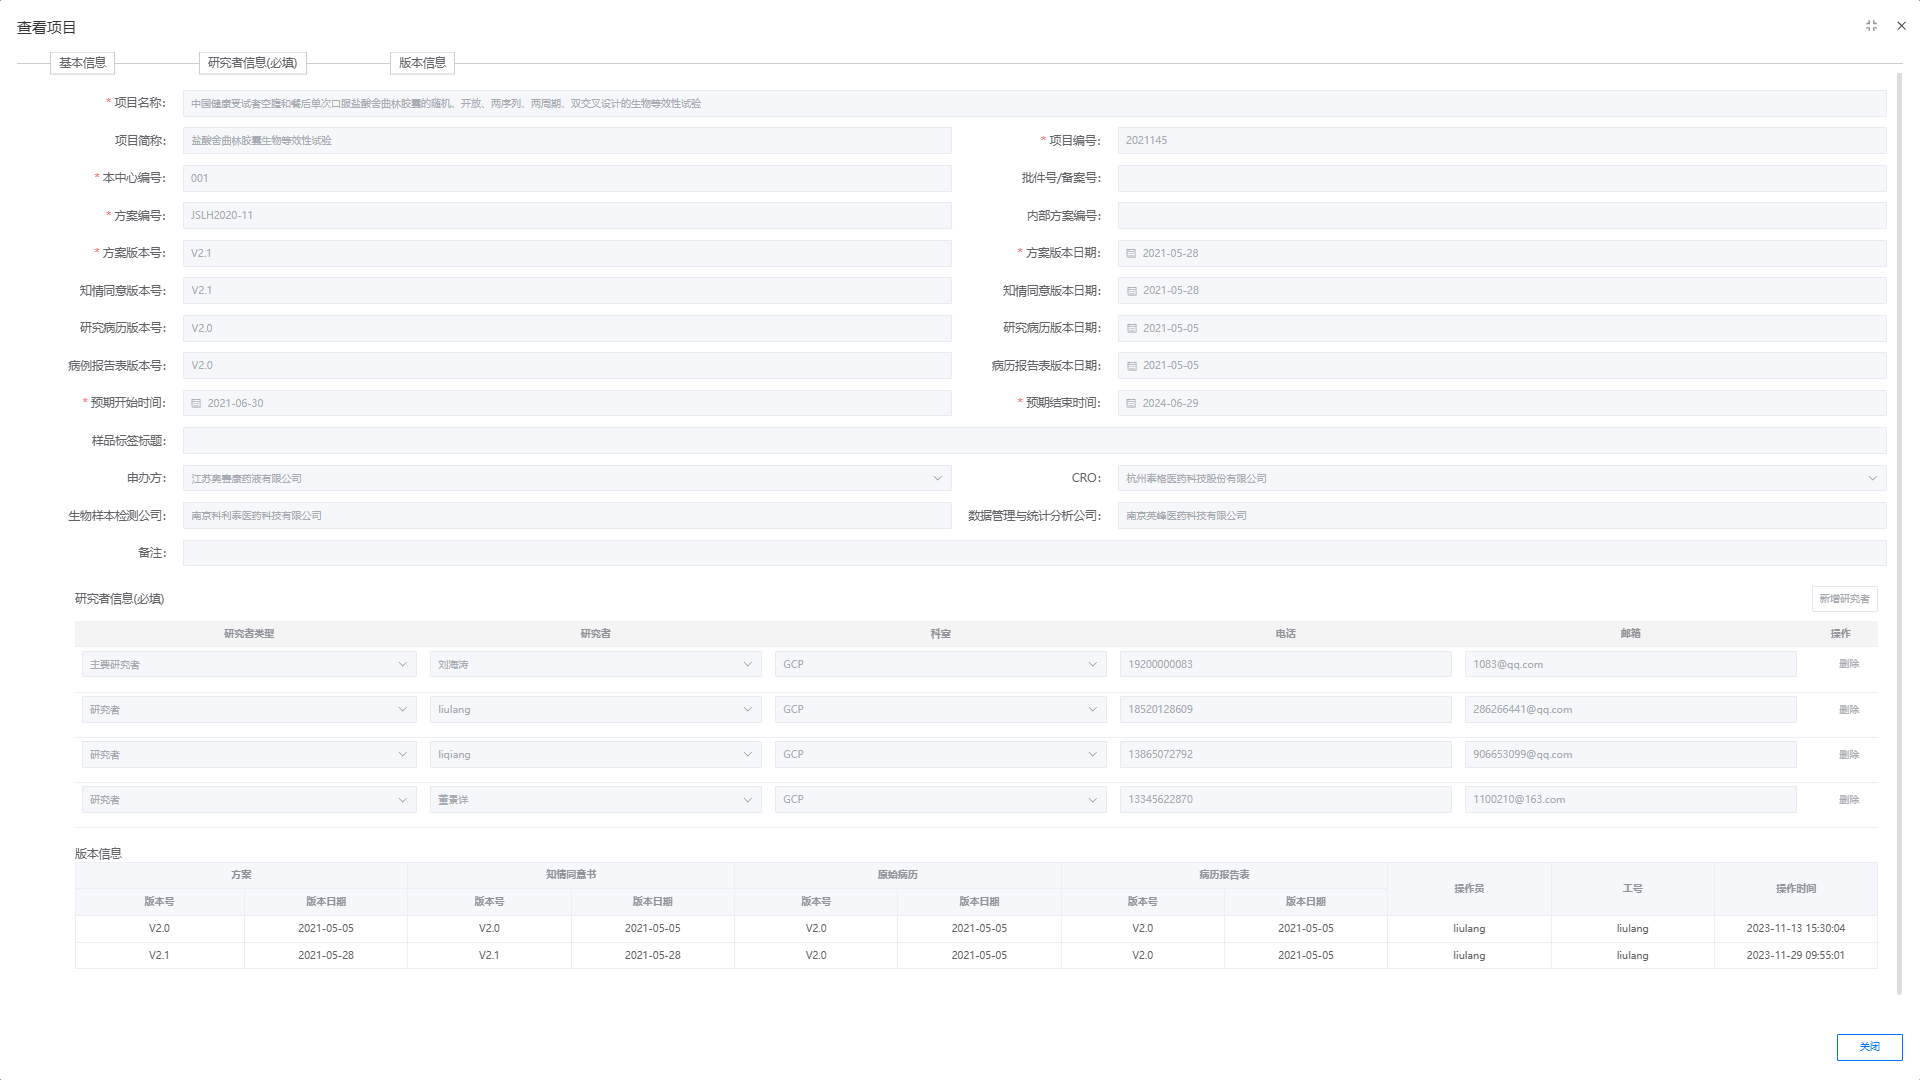 查看项目
基本信息 研究者信息(必填) 版本信息
* 项目名称: 中国健康受试者空腹和餐后单次口服盐酸舍曲林胶囊的随机、开放、两序列、两周期、双交叉设计的生物等效性试验
项目简称: 盐酸舍曲林胶囊生物等效性试验 * 项目编号: 2021145
* 本中心编号: 001 批件号/备案号:
* 方案编号: JSLH2020-11 内部方案编号:
* 方案版本号: V2.1 * 方案版本日期: 2021-05-28
知情同意版本号: V2.1 知情同意版本日期: 2021-05-28
研究病历版本号: V2.0 研究病历版本日期: 2021-05-05
病例报告表版本号: V2.0 病历报告表版本日期: 2021-05-05
* 预期开始时间: 2021-06-30 * 预期结束时间: 2024-06-29
样品标签标题:
申办方: 江苏奥赛康药液有限公司 CRO: 杭州泰格医药科技股份有限公司
生物样本检测公司: 南京科利泰医药科技有限公司 数据管理与统计分析公司: 南京英峰医药科技有限公司
备注:
研究者信息(必填) 新增研究者
研究者类型 研究者 科室 电话 邮箱 操作
主要研究者 刘海涛 GCP 19200000083 1083@qq.com 删除
研究者 liulang GCP 18520128609 286266441@qq.com 删除
研究者 liqiang GCP 13865072792 906653099@qq.com 删除
研究者 董景详 GCP 13345622870 1100210@163.com 删除
版本信息
方案 知情同意书 原始病历 病历报告表 操作员 工号 操作时间
版本号 版本日期 版本号 版本日期 版本号 版本日期 版本号 版本日期
V2.0 2021-05-05 V2.0 2021-05-05 V2.0 2021-05-05 V2.0 2021-05-05 liulang liulang 2023-11-13 15:30:04
V2.1 2021-05-28 V2.1 2021-05-28 V2.0 2021-05-05 V2.0 2021-05-05 liulang liulang 2023-11-29 09:55:01
关闭